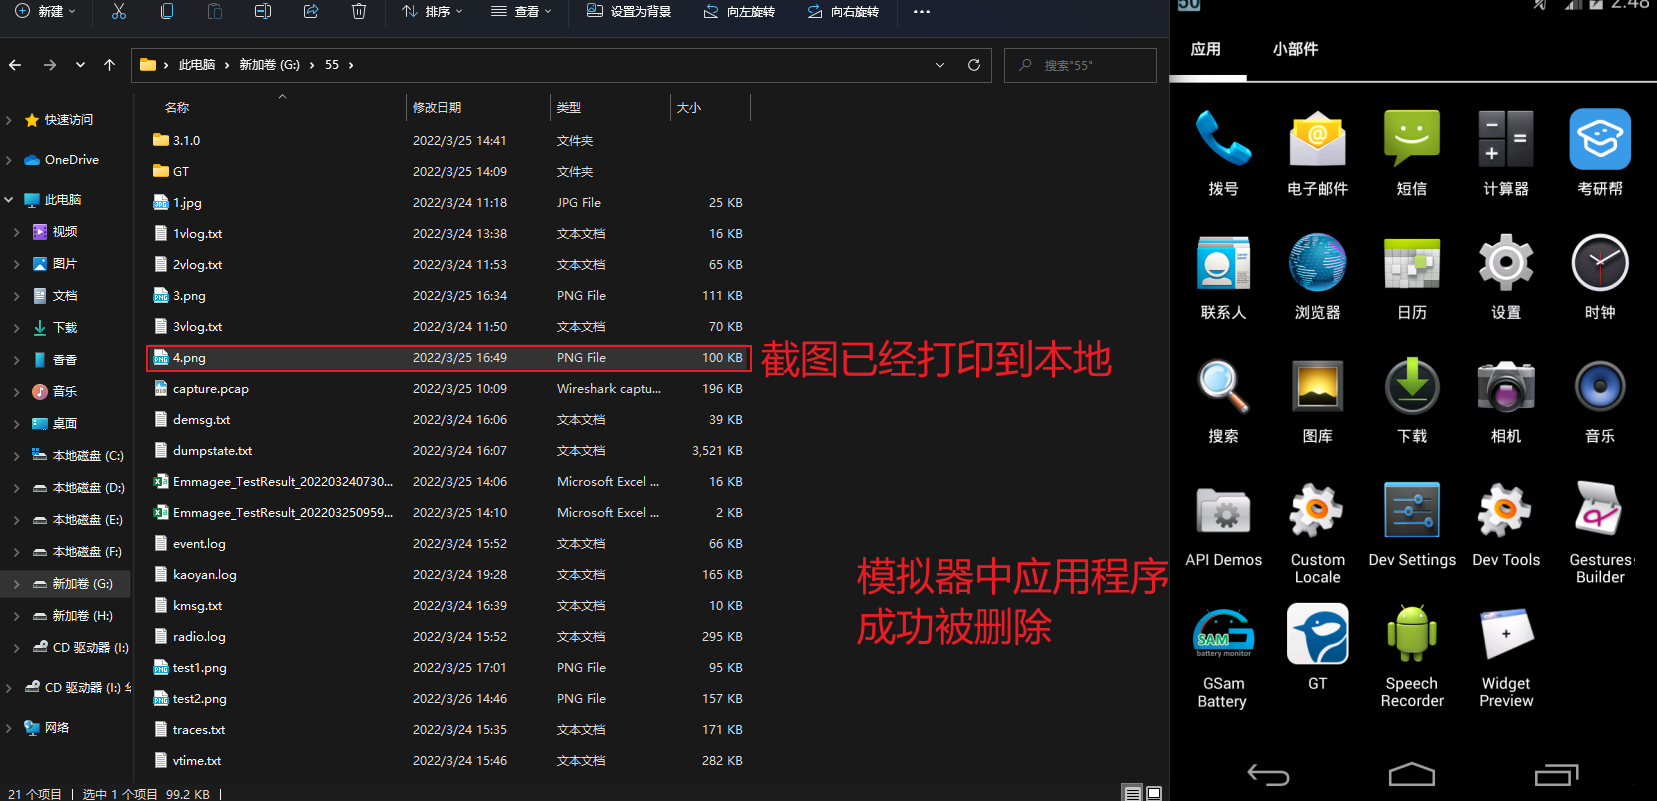 新建
排序
查看
设置为背景
向左旋转
向右旋转
此电脑 › 新加卷 (G:) › 55 ›
搜索"55"
快速访问
OneDrive
此电脑
视频
图片
文档
下载
香香
音乐
桌面
本地磁盘 (C:)
本地磁盘 (D:)
本地磁盘 (E:)
本地磁盘 (F:)
新加卷 (G:)
新加卷 (H:)
CD 驱动器 (I:)
CD 驱动器 (I:)
网络
名称 修改日期 类型 大小
3.1.0 2022/3/25 14:41 文件夹
GT 2022/3/25 14:09 文件夹
1.jpg 2022/3/24 11:18 JPG File 25 KB
1vlog.txt 2022/3/24 13:38 文本文档 16 KB
2vlog.txt 2022/3/24 11:53 文本文档 65 KB
3.png 2022/3/25 16:34 PNG File 111 KB
3vlog.txt 2022/3/24 11:50 文本文档 70 KB
4.png 2022/3/25 16:49 PNG File 100 KB
capture.pcap 2022/3/25 10:09 Wireshark captu... 196 KB
demsg.txt 2022/3/24 16:06 文本文档 39 KB
dumpstate.txt 2022/3/24 16:07 文本文档 3,521 KB
Emmagee_TestResult_202203240730... 2022/3/25 14:06 Microsoft Excel ... 16 KB
Emmagee_TestResult_202203250959... 2022/3/25 14:10 Microsoft Excel ... 2 KB
event.log 2022/3/24 15:52 文本文档 66 KB
kaoyan.log 2022/3/24 19:28 文本文档 165 KB
kmsg.txt 2022/3/24 16:39 文本文档 10 KB
radio.log 2022/3/24 15:52 文本文档 295 KB
test1.png 2022/3/25 17:01 PNG File 95 KB
test2.png 2022/3/26 14:46 PNG File 157 KB
traces.txt 2022/3/24 15:35 文本文档 171 KB
vtime.txt 2022/3/24 15:46 文本文档 282 KB
截图已经打印到本地
模拟器中应用程序
成功被删除
21 个项目 | 选中 1 个项目 99.2 KB |
50
2:48
应用 小部件
拨号 电子邮件 短信 计算器 考研帮
联系人 浏览器 日历 设置 时钟
搜索 图库 下载 相机 音乐
API Demos Custom Locale Dev Settings Dev Tools Gestures Builder
SAM
battery monitor
GSam Battery GT Speech Recorder Widget Preview